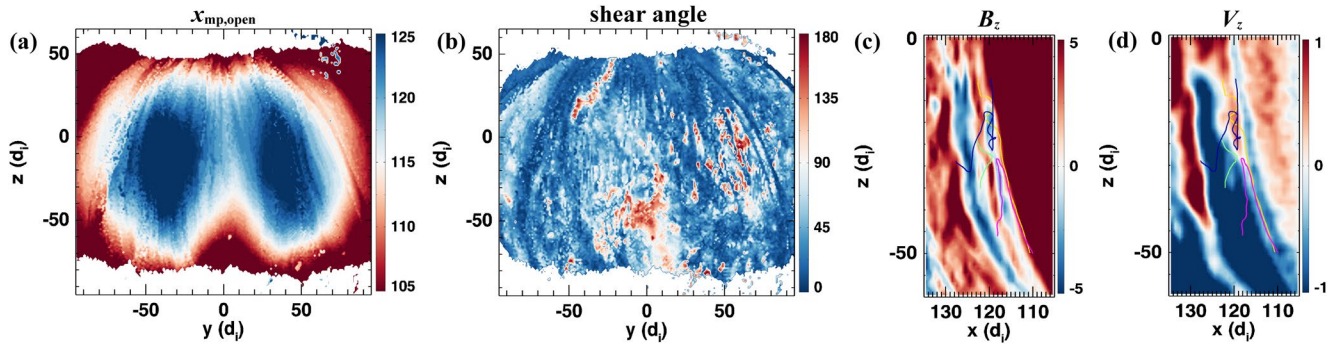 x_mp,open
shear angle
B_z
V_z
(a)
(b)
(c)
(d)
50
0
-50
z (d_i)
-50
0
50
y (d_i)
125
120
115
110
105
50
0
-50
z (d_i)
-50
0
50
y (d_i)
180
135
90
45
0
0
-50
z (d_i)
130
120
110
x (d_i)
5
0
-5
0
-50
z (d_i)
130
120
110
x (d_i)
1
0
-1